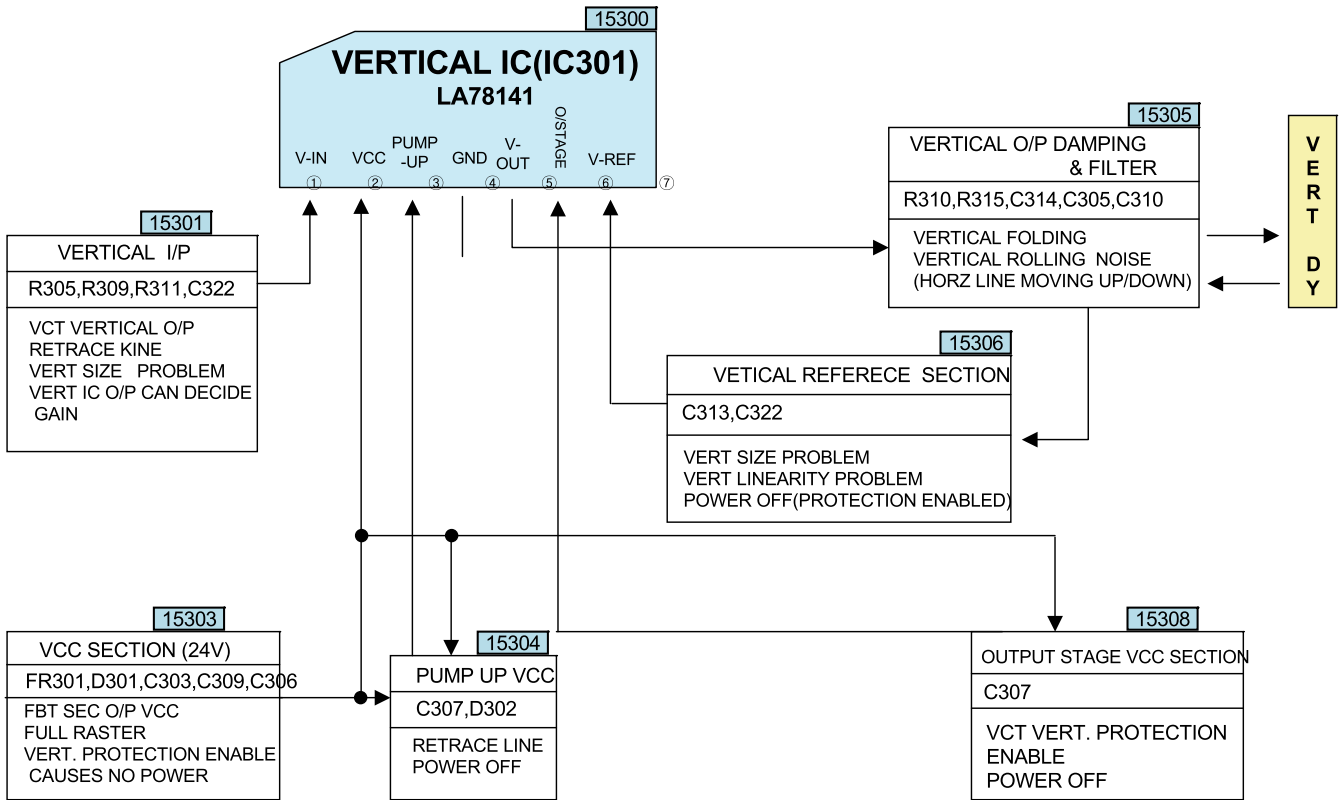 15300
VERTICAL IC(IC301)
LA78141
V-IN
VCC
PUMP
-UP
GND
V-
OUT
O/STAGE
V-REF
① ② ③ ④ ⑤ ⑥ ⑦
15301
VERTICAL I/P
R305,R309,R311,C322
VCT VERTICAL O/P
RETRACE KINE
VERT SIZE PROBLEM
VERT IC O/P CAN DECIDE
GAIN
15305
VERTICAL O/P DAMPING
& FILTER
R310,R315,C314,C305,C310
VERTICAL FOLDING
VERTICAL ROLLING NOISE
(HORZ LINE MOVING UP/DOWN)
VERT DY
15306
VETICAL REFERECE SECTION
C313,C322
VERT SIZE PROBLEM
VERT LINEARITY PROBLEM
POWER OFF(PROTECTION ENABLED)
15303
VCC SECTION (24V)
FR301,D301,C303,C309,C306
FBT SEC O/P VCC
FULL RASTER
VERT. PROTECTION ENABLE
CAUSES NO POWER
15304
PUMP UP VCC
C307,D302
RETRACE LINE
POWER OFF
15308
OUTPUT STAGE VCC SECTION
C307
VCT VERT. PROTECTION
ENABLE
POWER OFF